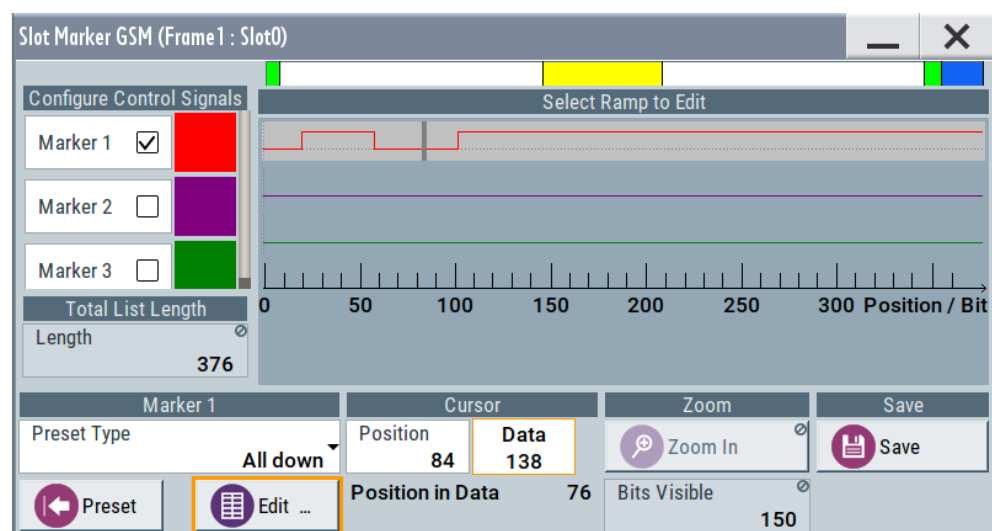 Slot Marker GSM (Frame1 : Slot0)
Configure Control Signals
Select Ramp to Edit
Marker 1
Marker 2
Marker 3
0 50 100 150 200 250 300 Position / Bit
Total List Length
Length
376
Marker 1
Cursor
Zoom
Save
Preset Type
All down
Position
84
Data
138
Zoom In
Save
Preset
Edit ...
Position in Data 76
Bits Visible
150